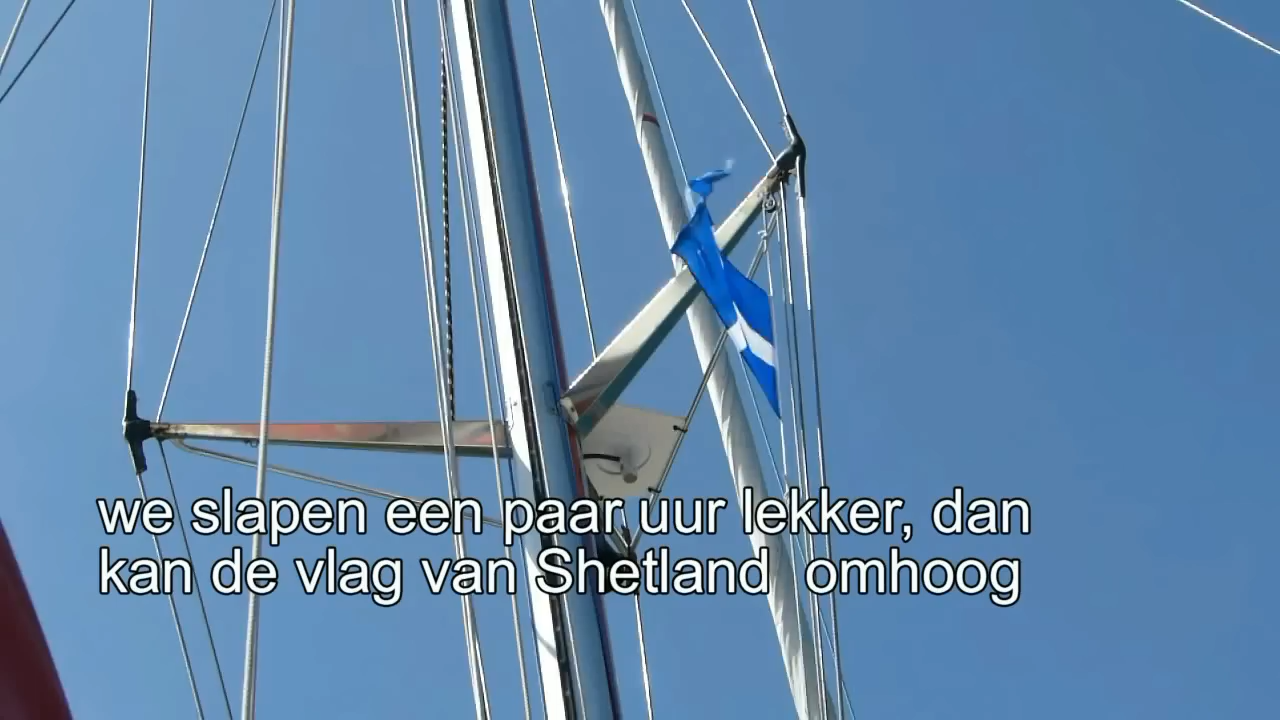 we slapen een paar uur lekker, dan
kan de vlag van Shetland omhoog